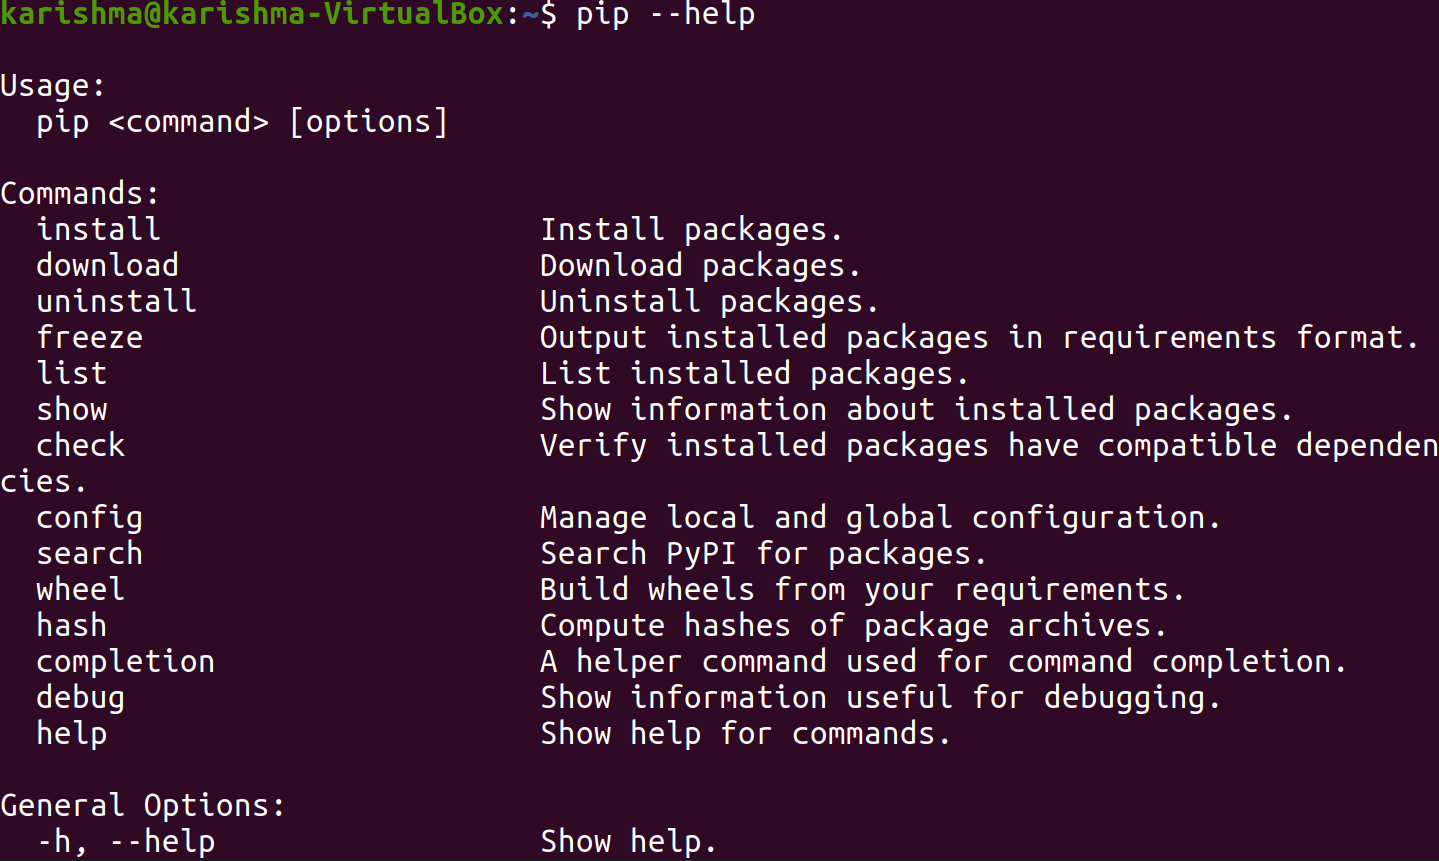 karishma@karishma-VirtualBox:~$ pip --help
Usage:
pip <command> [options]
Commands:
install Install packages.
download Download packages.
uninstall Uninstall packages.
freeze Output installed packages in requirements format.
list List installed packages.
show Show information about installed packages.
check Verify installed packages have compatible dependen
cies.
config Manage local and global configuration.
search Search PyPI for packages.
wheel Build wheels from your requirements.
hash Compute hashes of package archives.
completion A helper command used for command completion.
debug Show information useful for debugging.
help Show help for commands.
General Options:
-h, --help Show help.